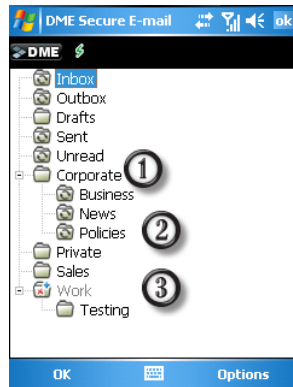 DME Secure E-mail ok
DME
Inbox
Outbox
Drafts
Sent
Unread
Corporate 1
Business
News
Policies 2
Private
Sales
Work 3
Testing
OK Options